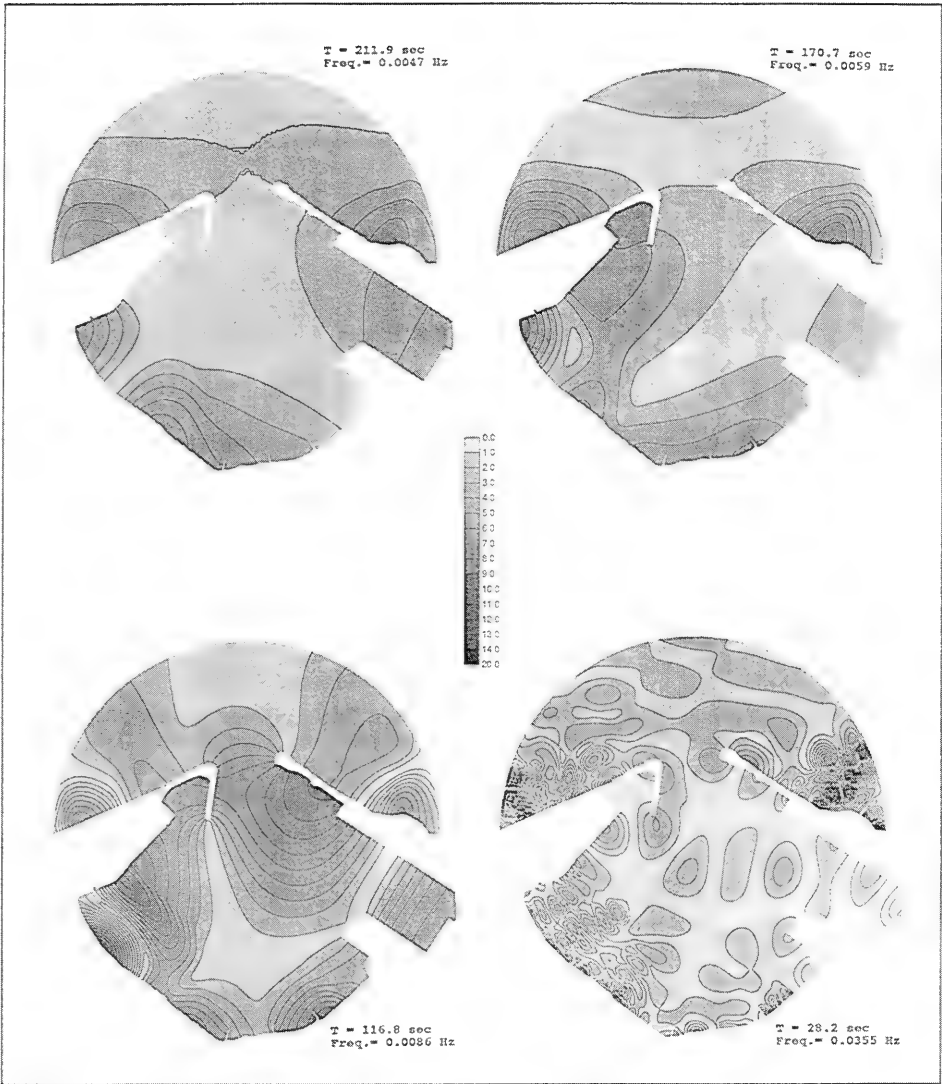 T = 211.9 sec
Freq.= 0.0047 Hz
T = 170.7 sec
Freq.= 0.0059 Hz
0.0
1.0
2.0
3.0
4.0
5.0
6.0
7.0
8.0
9.0
10.0
11.0
12.0
13.0
14.0
20.0
T = 116.8 sec
Freq.= 0.0086 Hz
T = 28.2 sec
Freq.= 0.0355 Hz